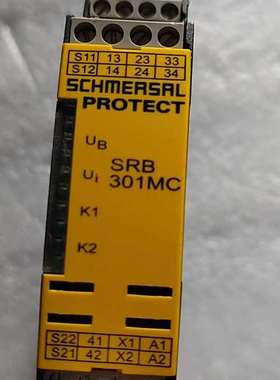 S11 13 23 33
S12 14 24 34
SCHMERSAL
PROTECT
UB
SRB
301MC
Ui
K1
K2
S22 41 X1 A1
S21 42 X2 A2